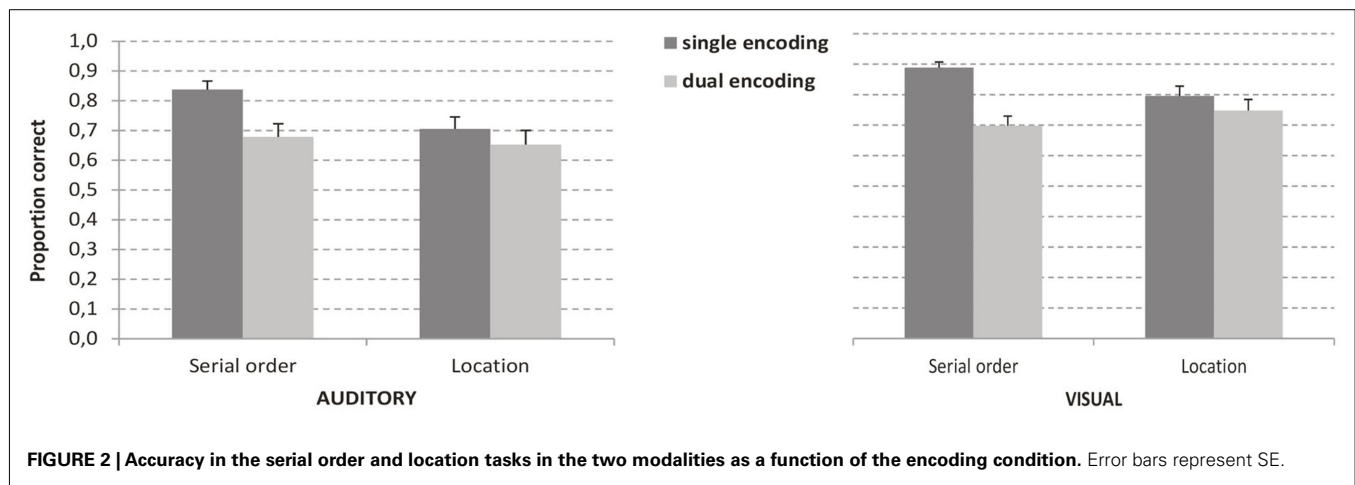 1,0
0,9
0,8
0,7
0,6
0,5
0,4
0,3
0,2
0,1
0,0
Proportion correct
Serial order
Location
AUDITORY
single encoding
dual encoding
Serial order
Location
VISUAL
FIGURE 2 | Accuracy in the serial order and location tasks in the two modalities as a function of the encoding condition. Error bars represent SE.